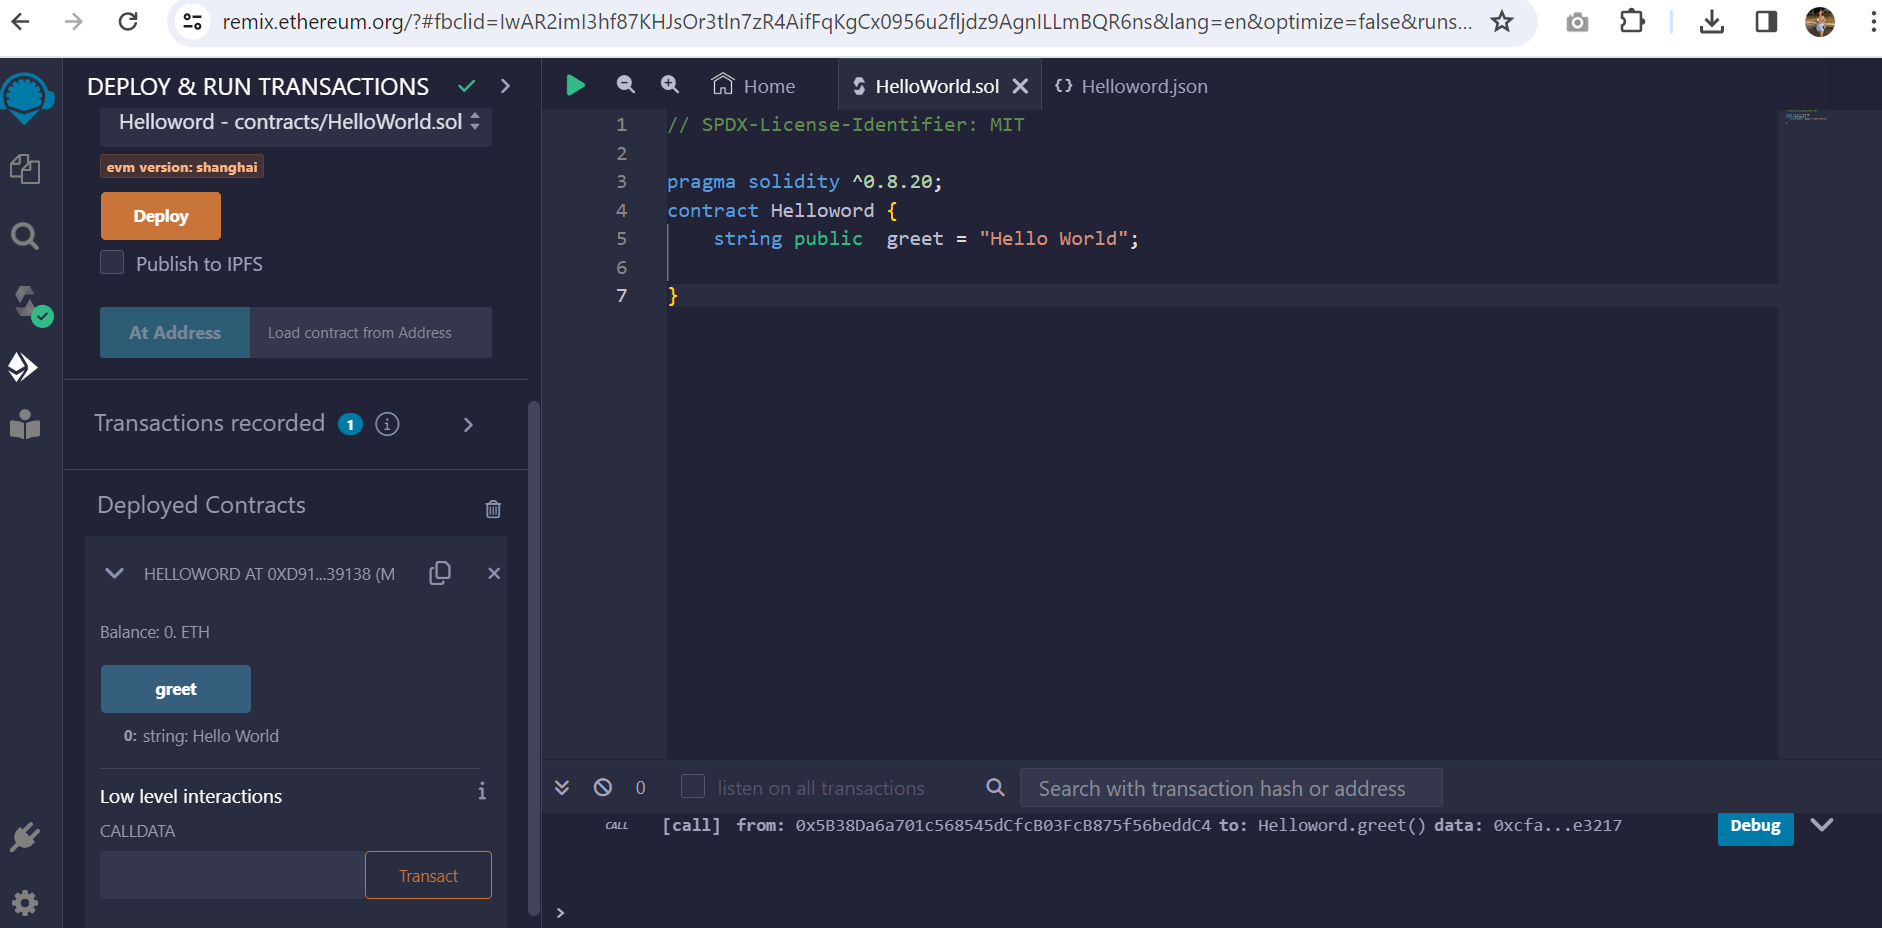 remix.ethereum.org/?#fbclid=IwAR2imI3hf87KHJsOr3tln7zR4AifFqKgCx0956u2fljdz9AgnILLmBQR6ns&lang=en&optimize=false&runs...
DEPLOY & RUN TRANSACTIONS
Helloword - contracts/HelloWorld.sol
evm version: shanghai
Deploy
Publish to IPFS
At Address
Load contract from Address
Transactions recorded 1 i
Deployed Contracts
HELLOWORD AT 0XD91...39138 (M
Balance: 0. ETH
greet
0: string: Hello World
Low level interactions i
CALLDATA
Transact
Home
HelloWorld.sol
{} Helloword.json
1 // SPDX-License-Identifier: MIT
2
3 pragma solidity ^0.8.20;
4 contract Helloword {
5 string public  greet = "Hello World";
6
7 }
0
listen on all transactions
Search with transaction hash or address
CALL [call] from: 0x5B38Da6a701c568545dCfcB03FcB875f56beddC4 to: Helloword.greet() data: 0xcfa...e3217
Debug
>